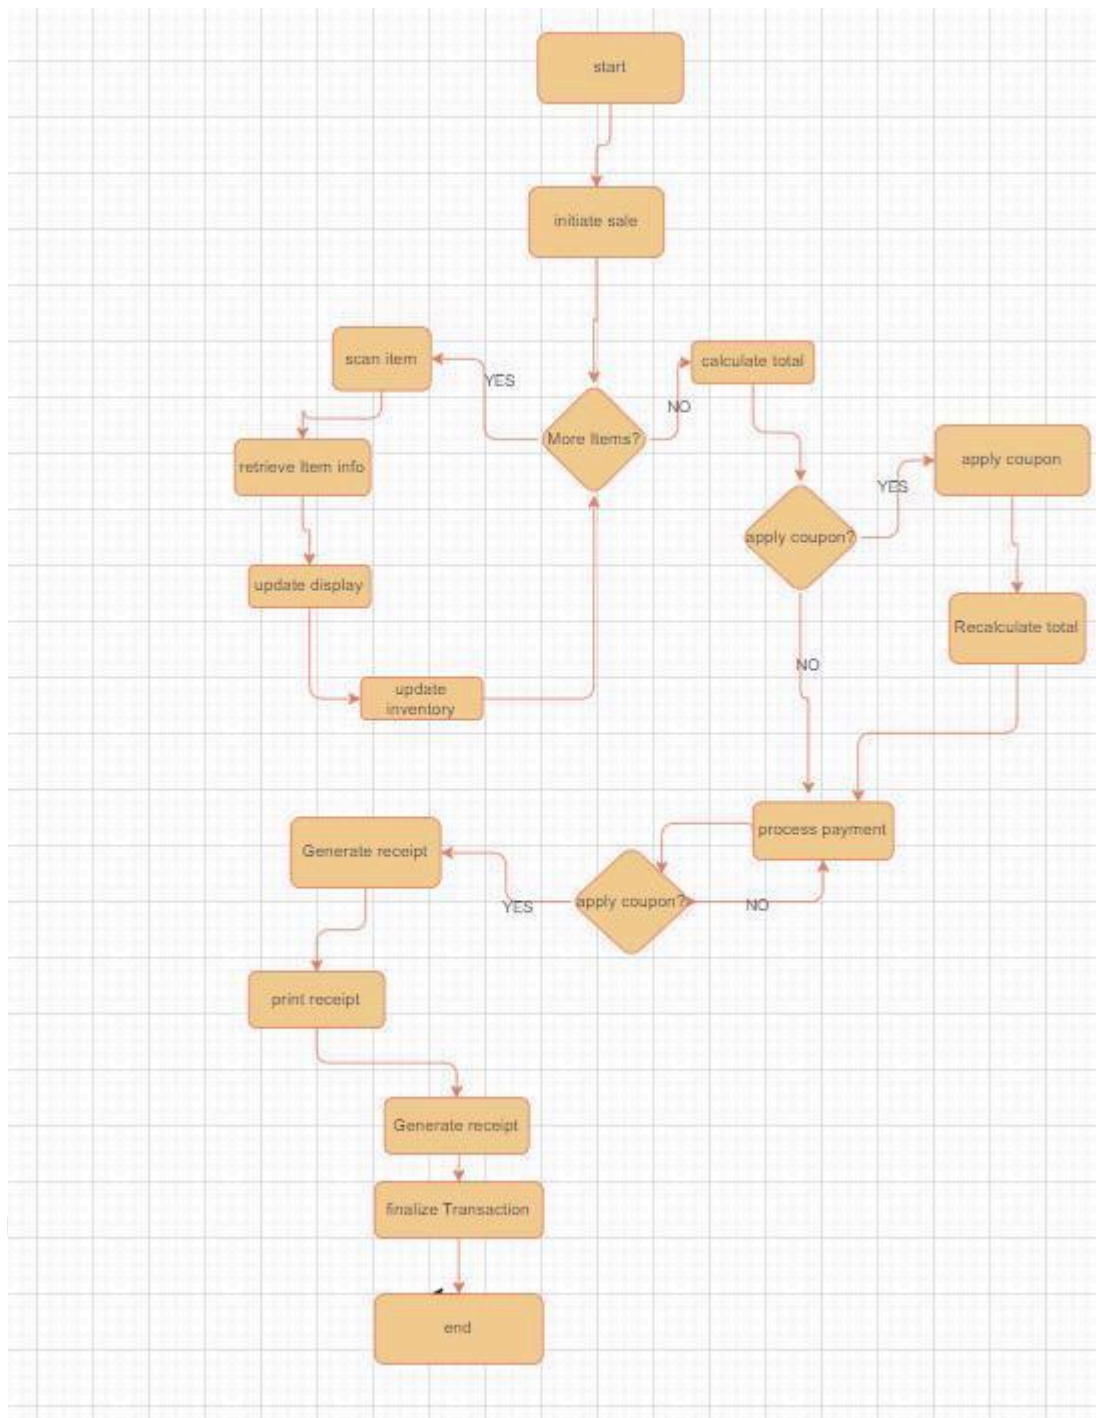 start
initiate sale
scan item
YES
More Items?
NO
calculate total
retrieve Item info
apply coupon?
YES
apply coupon
update display
Recalculate total
NO
update
inventory
process payment
Generate receipt
YES
apply coupon?
NO
print receipt
Generate receipt
finalize Transaction
end